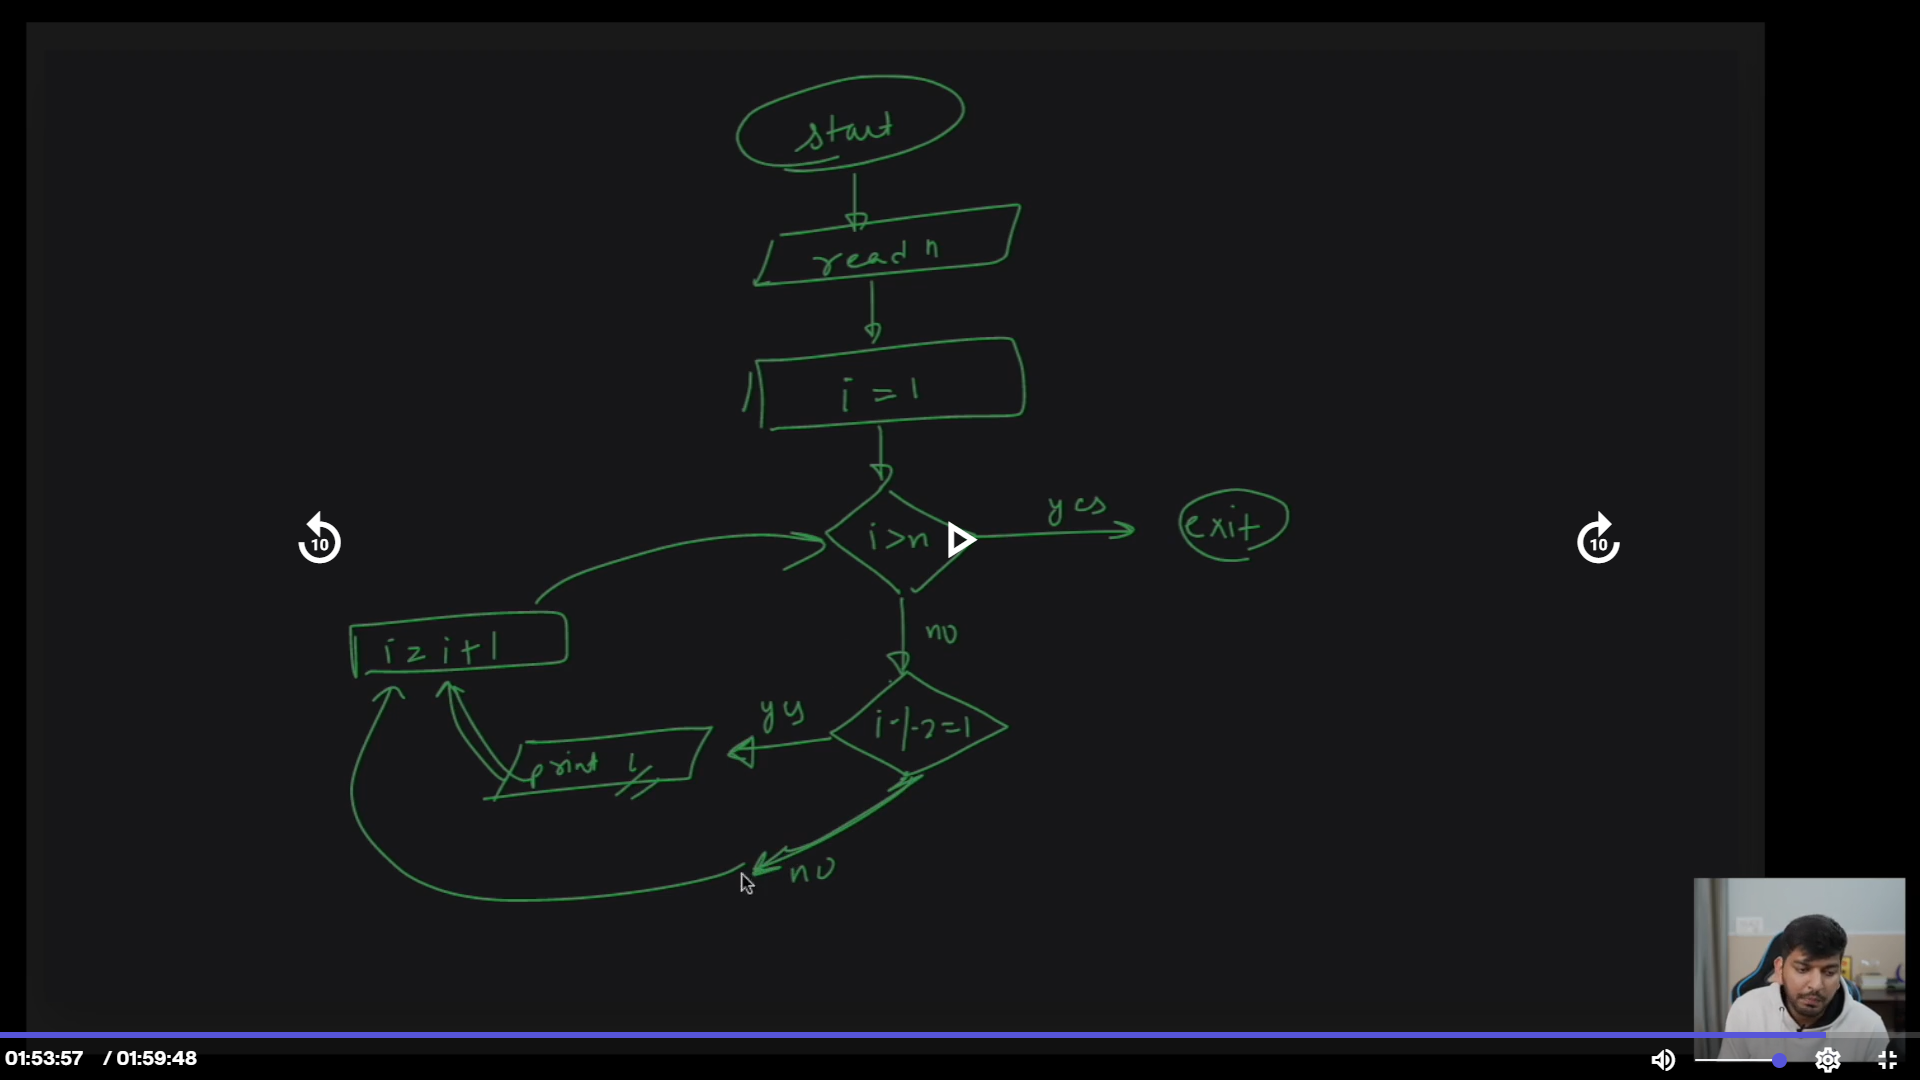 start
read n
i = 1
i>n
yes
exit
no
i = i+1
i % 2 = 1
yes
print i
no
10
10
01:53:57 / 01:59:48